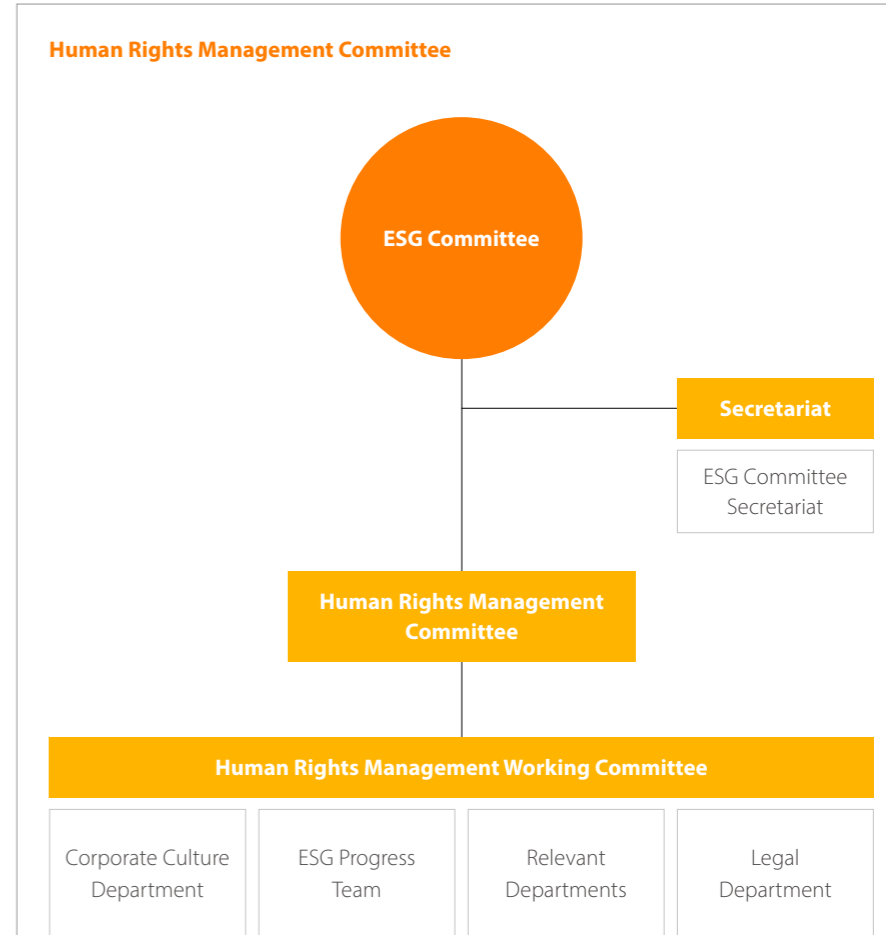 Human Rights Management Committee
ESG Committee
Secretariat
ESG Committee
Secretariat
Human Rights Management
Committee
Human Rights Management Working Committee
Corporate Culture
Department
ESG Progress
Team
Relevant
Departments
Legal
Department